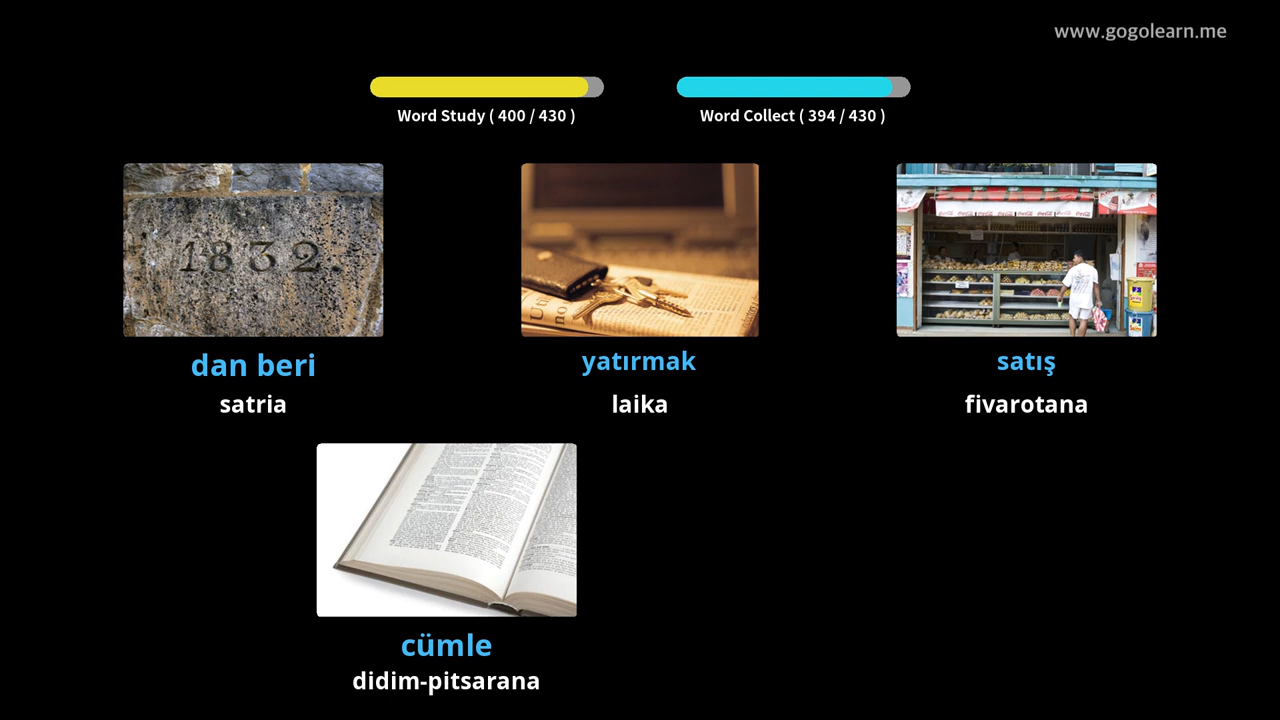 www.gogolearn.me
Word Study ( 400 / 430 )
Word Collect ( 394 / 430 )
1832.
dan beri
yatırmak
satış
satria
laika
fivarotana
cümle
didim-pitsarana